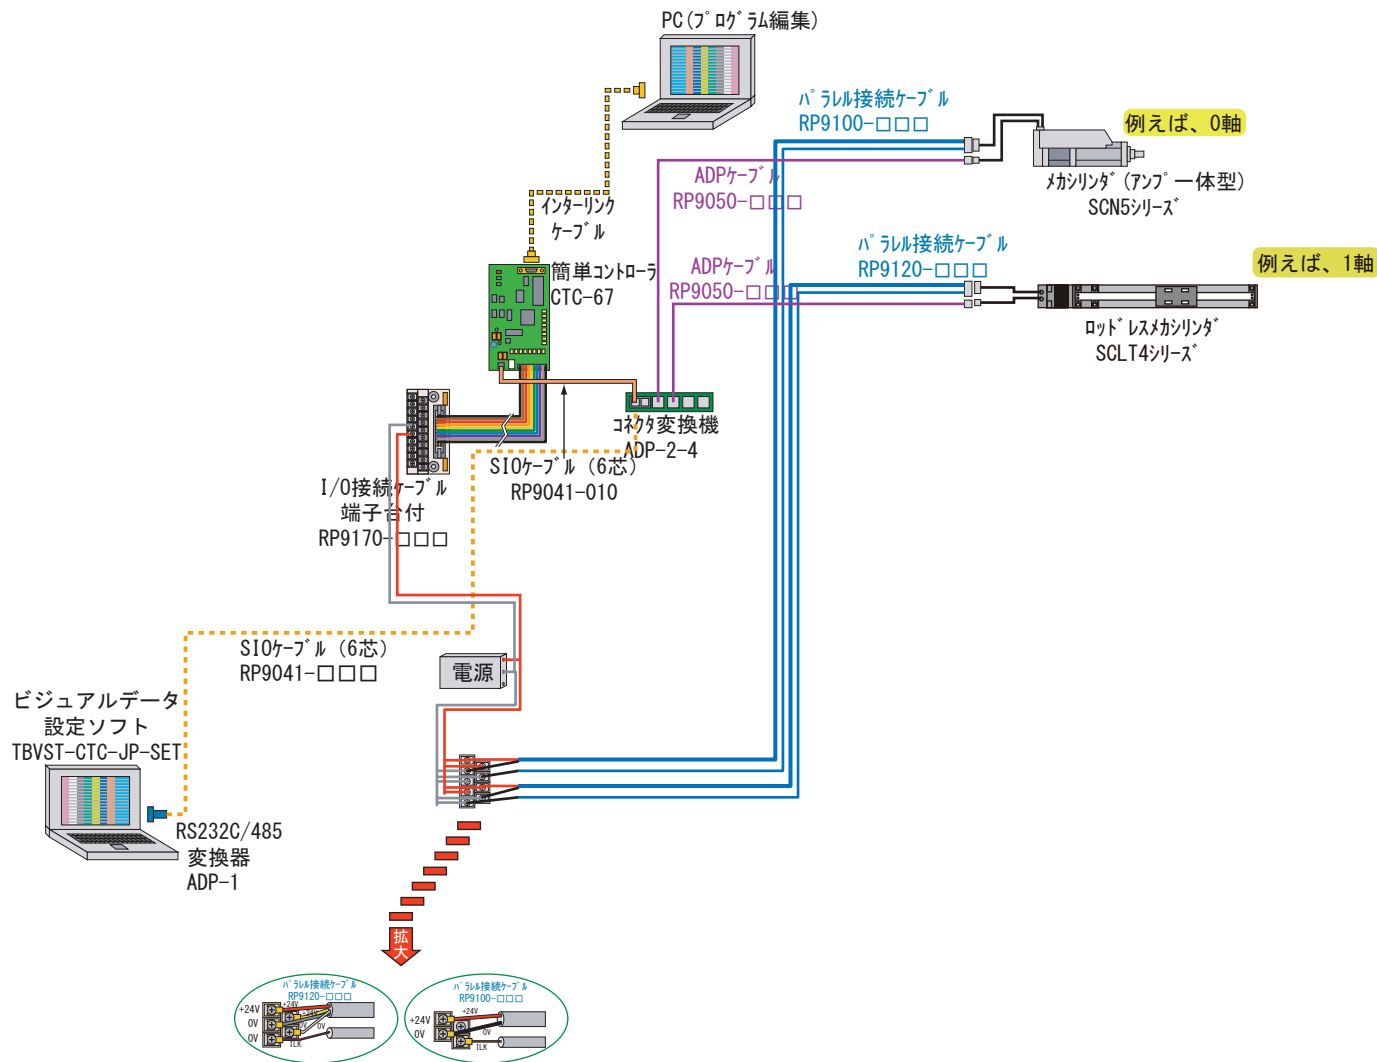 PC(プログラム編集)
パラレル接続ケーブル
RP9100-□□□
例えば、0軸
ADPケーブル
RP9050-□□□
メカシリンダ(アンプ一体型)
SCN5シリーズ
インターリンク
ケーブル
パラレル接続ケーブル
RP9120-□□□
例えば、1軸
簡単コントローラ
CTC-67
ADPケーブル
RP9050-□□□
ロッドレスメカシリンダ
SCLT4シリーズ
コネクタ変換機
ADP-2-4
SIOケーブル(6芯)
RP9041-010
I/O接続ケーブル
端子台付
RP9170-□□□
SIOケーブル(6芯)
RP9041-□□□
電源
ビジュアルデータ
設定ソフト
TBVST-CTC-JP-SET
RS232C/485
変換器
ADP-1
拡大
パラレル接続ケーブル
RP9120-□□□
+24V
+24V
0V
0V
0V
ILK
パラレル接続ケーブル
RP9100-□□□
+24V
+24V
0V
0V
ILK